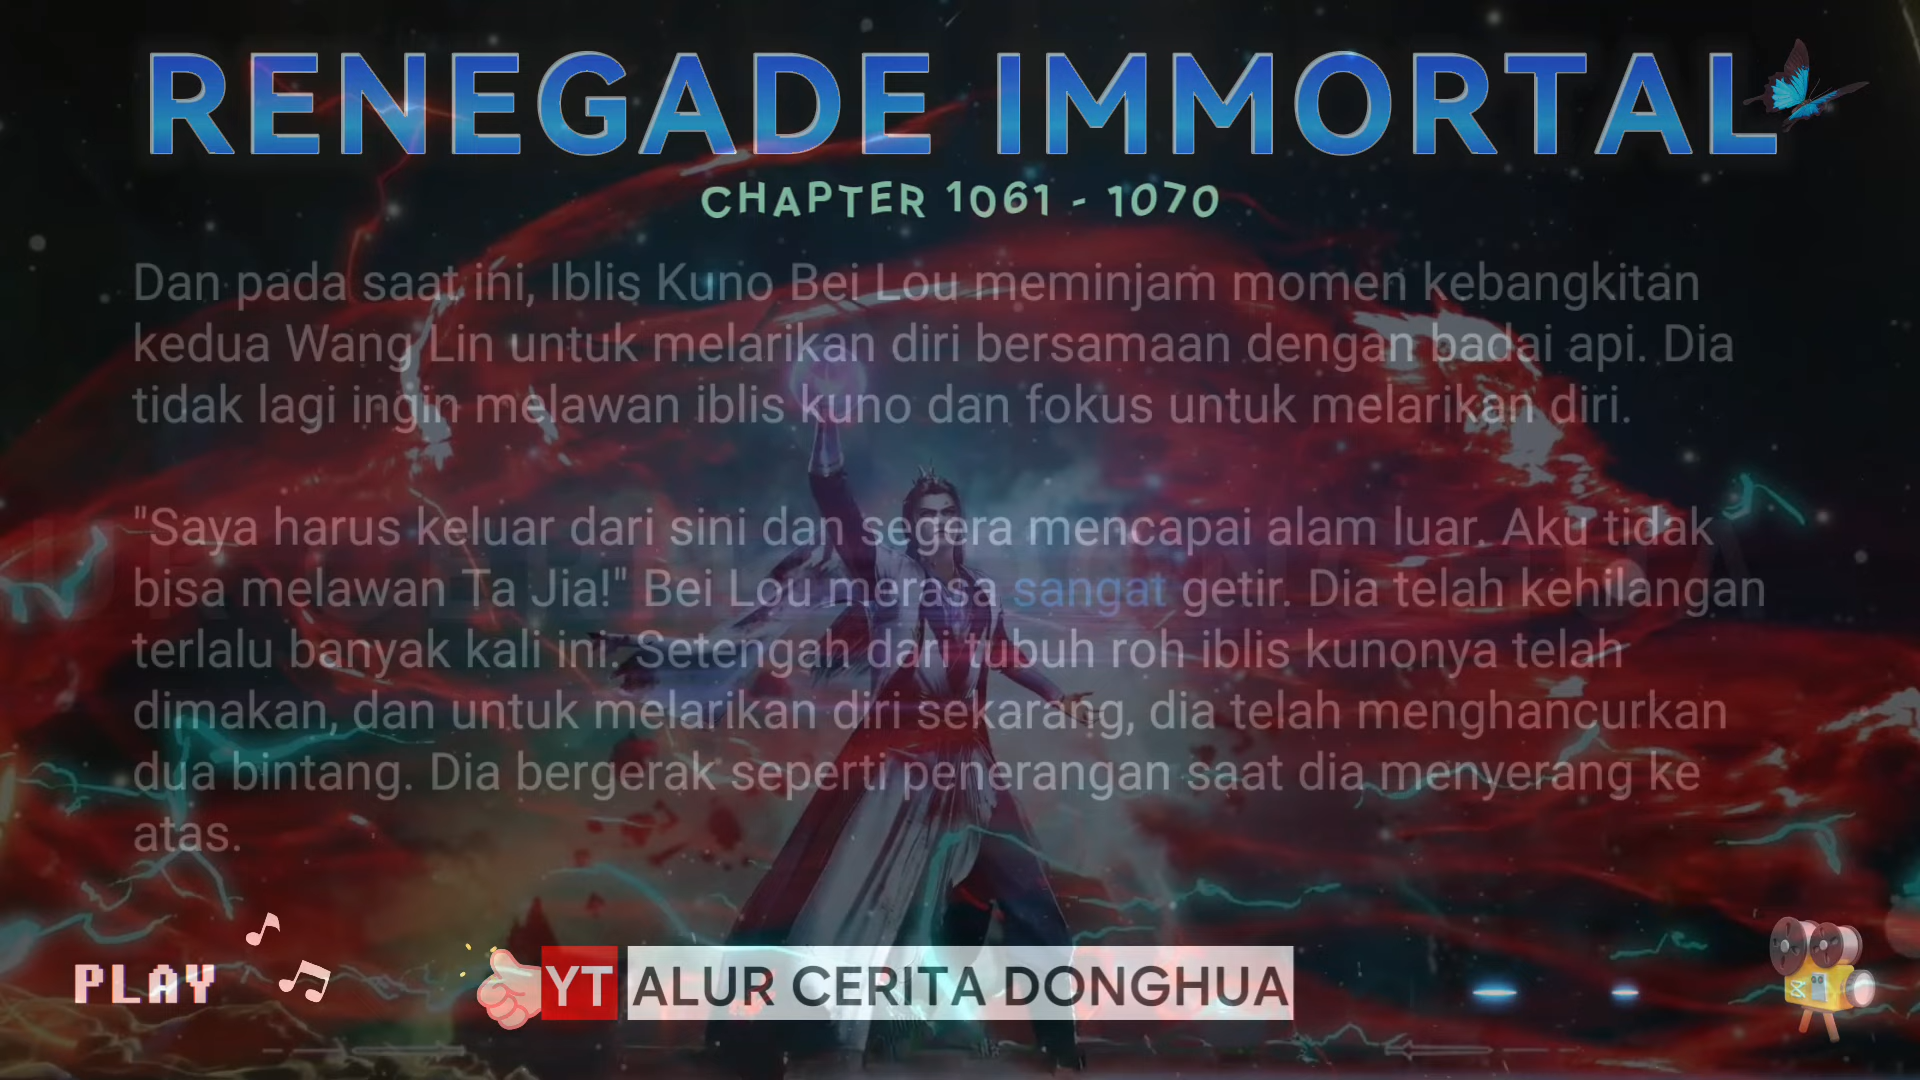 RENEGADE IMMORTAL
CHAPTER 1061 - 1070
Dan pada saat ini, Iblis Kuno Bei Lou meminjam momen kebangkitan
kedua Wang Lin untuk melarikan diri bersamaan dengan badai api. Dia
tidak lagi ingin melawan iblis kuno dan fokus untuk melarikan diri.
"Saya harus keluar dari sini dan segera mencapai alam luar. Aku tidak
bisa melawan Ta Jia!" Bei Lou merasa sangat getir. Dia telah kehilangan
terlalu banyak kali ini. Setengah dari tubuh roh iblis kunonya telah
dimakan, dan untuk melarikan diri sekarang, dia telah menghancurkan
dua bintang. Dia bergerak seperti penerangan saat dia menyerang ke
atas.
PLAY
YT ALUR CERITA DONGHUA